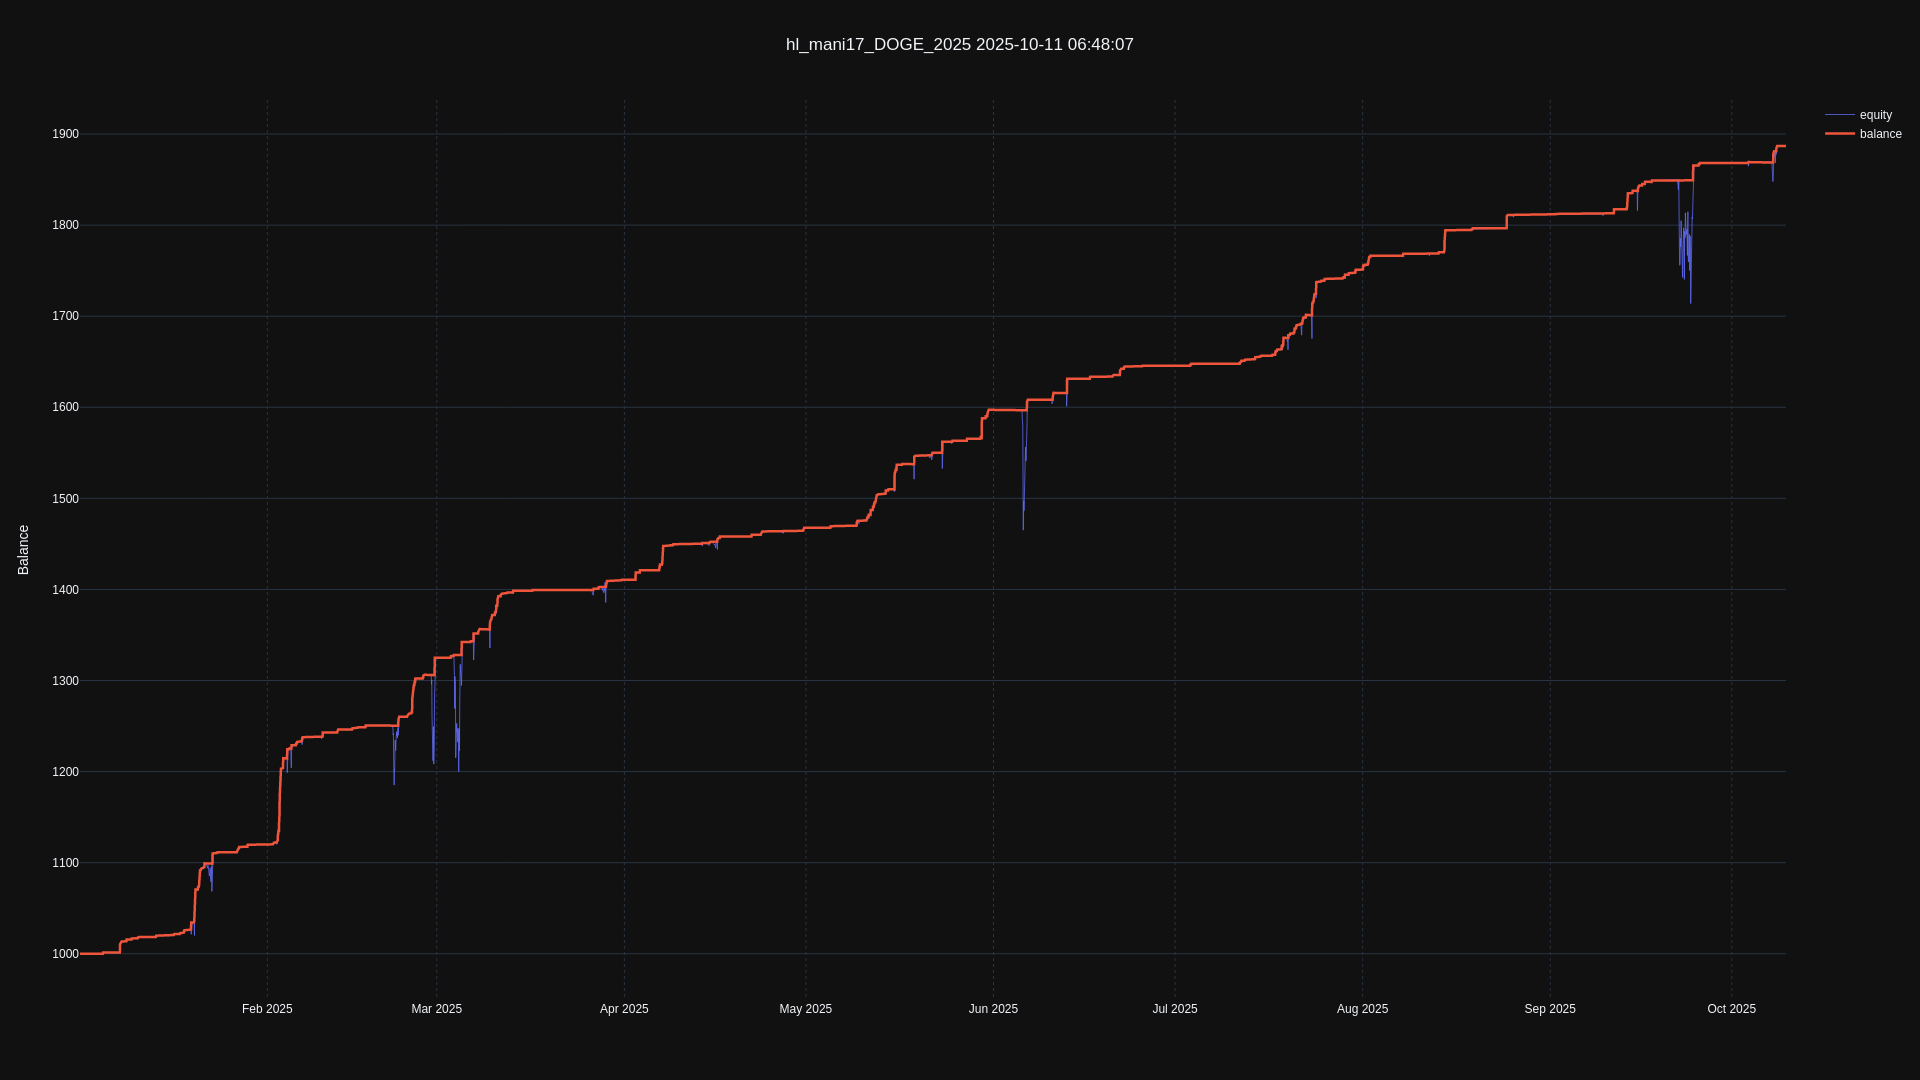 hl_mani17_DOGE_2025 2025-10-11 06:48:07
equity
balance
1900
1800
1700
1600
1500
1400
1300
1200
1100
1000
Balance
Feb 2025
Mar 2025
Apr 2025
May 2025
Jun 2025
Jul 2025
Aug 2025
Sep 2025
Oct 2025